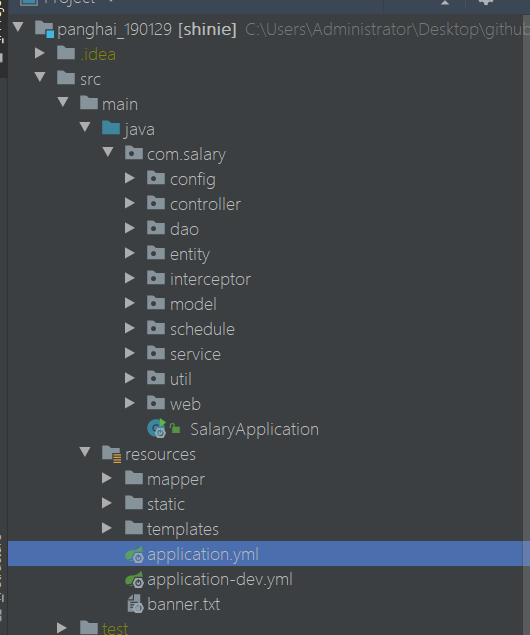 Project
panghai_190129 [shinie] C:\Users\Administrator\Desktop\github
.idea
src
main
java
com.salary
config
controller
dao
entity
interceptor
model
schedule
service
util
web
SalaryApplication
resources
mapper
static
templates
application.yml
application-dev.yml
banner.txt
test